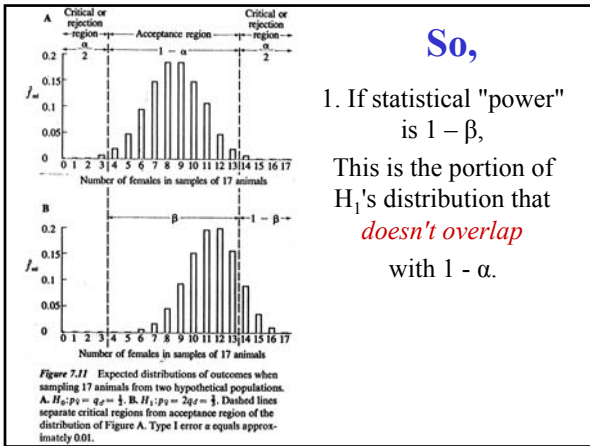 A
Critical or rejection region
Acceptance region
Critical or rejection region
α/2
1 – α
α/2
0.2
0.15
0.1
0.05
0
0 1 2 3 4 5 6 7 8 9 10 11 12 13 14 15 16 17
Number of females in samples of 17 animals
B
β
1 – β
0.2
0.15
0.1
0.05
0
0 1 2 3 4 5 6 7 8 9 10 11 12 13 14 15 16 17
Number of females in samples of 17 animals
Figure 7.11 Expected distributions of outcomes when
sampling 17 animals from two hypothetical populations.
A. H₀:p♀ = q♂ = ½. B. H₁:p♀ = 2q♂ = ⅔. Dashed lines
separate critical regions from acceptance region of the
distribution of Figure A. Type I error α equals approx-
imately 0.01.
So,
1. If statistical "power"
is 1 – β,
This is the portion of
H₁'s distribution that
doesn't overlap
with 1 - α.